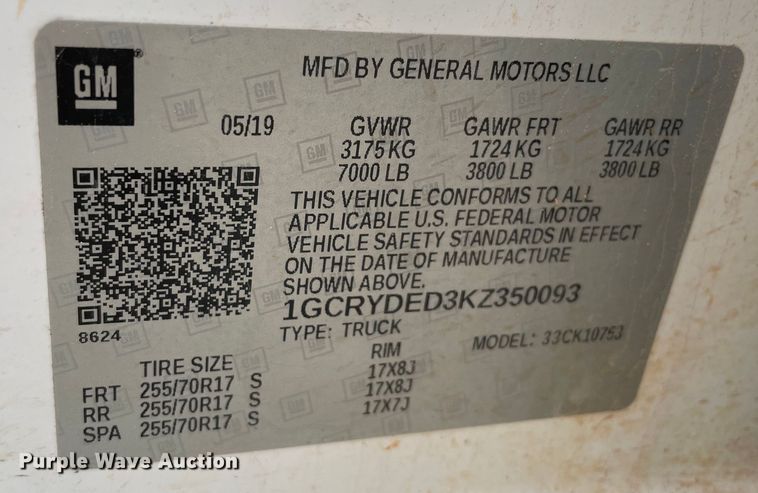 GM
MFD BY GENERAL MOTORS LLC
05/19 GVWR GAWR FRT GAWR RR
3175 KG 1724 KG 1724 KG
7000 LB 3800 LB 3800 LB
THIS VEHICLE CONFORMS TO ALL
APPLICABLE U.S. FEDERAL MOTOR
VEHICLE SAFETY STANDARDS IN EFFECT
ON THE DATE OF MANUFACTURE
SHOWN ABOVE.
1GCRYDED3KZ350093
8624
TYPE: TRUCK MODEL: 33CK10753
TIRE SIZE RIM
FRT 255/70R17 S 17X8J
RR 255/70R17 S 17X8J
SPA 255/70R17 S 17X7J
Purple Wave Auction